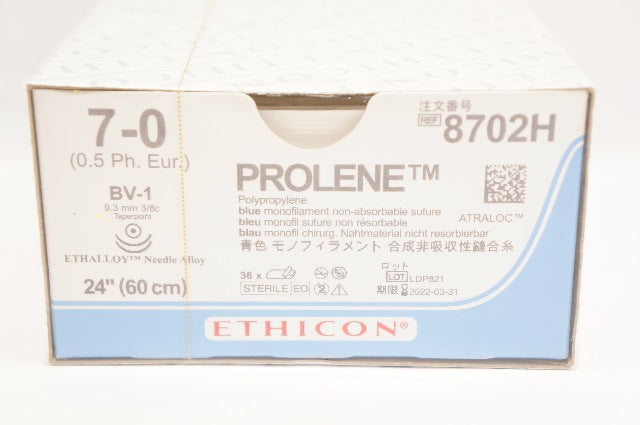 7-0
(0.5 Ph. Eur.)
BV-1
9.3 mm 3/8c
Taperpoint
ETHALLOY™ Needle Alloy
24" (60 cm)
注文番号
REF 8702H
PROLENE™
Polypropylene
blue monofilament non-absorbable suture
bleu monofil suture non résorbable
blau monofil chirurg. Nahtmaterial nicht resorbierbar
青色 モノフィラメント 合成非吸収性縫合糸
ATRALOC™
36 x
STERILE EO
ロット
LOT LDP821
期限 2022-03-31
ETHICON®